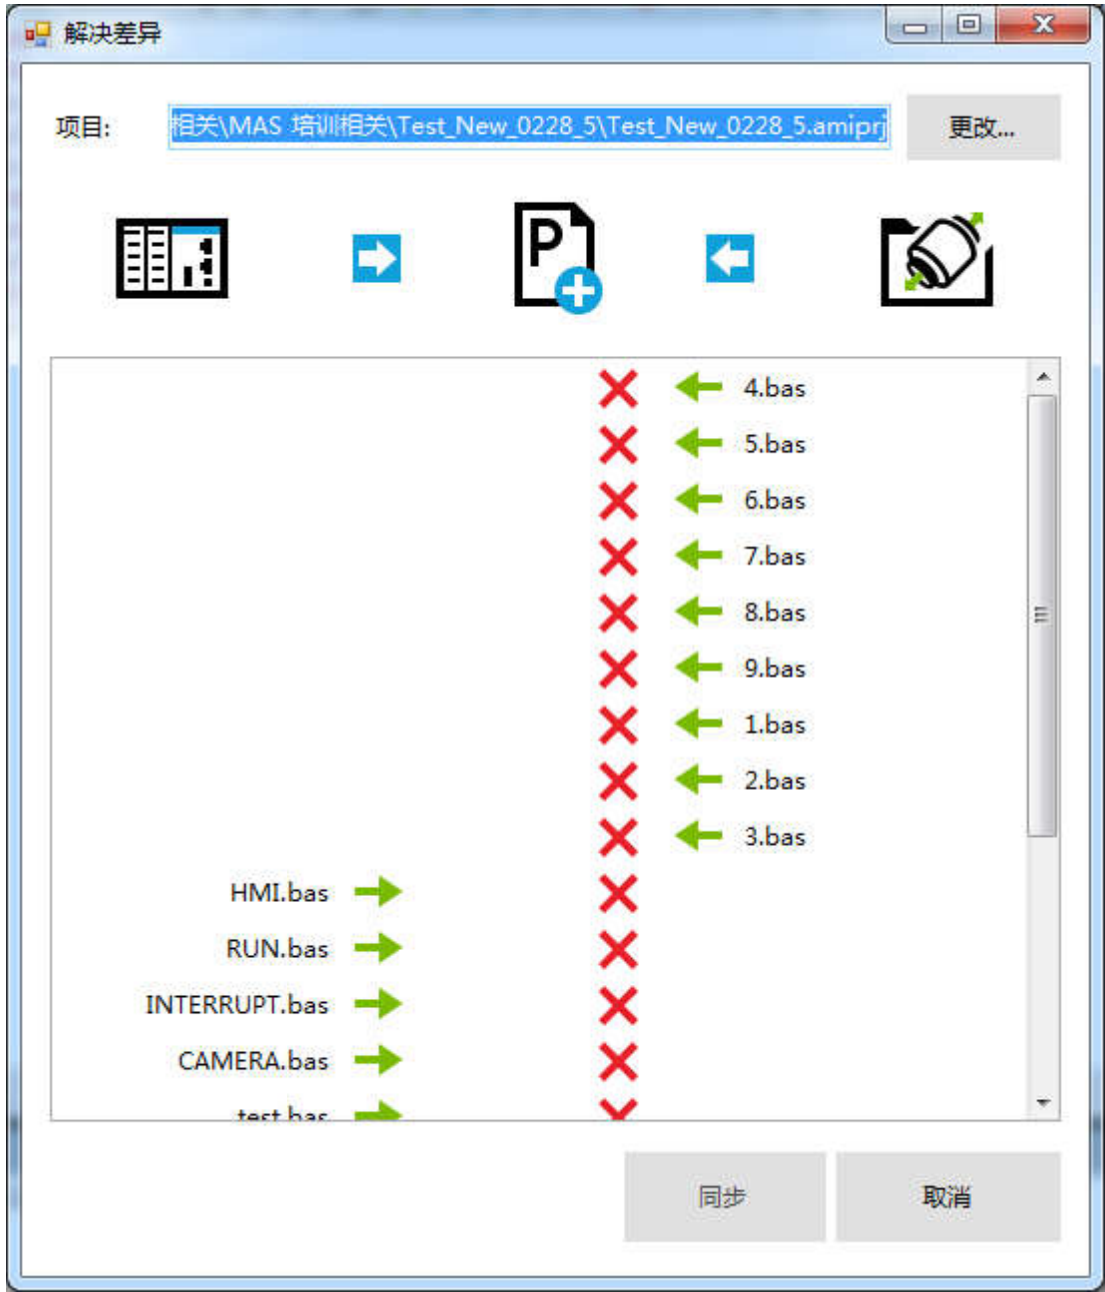 解决差异
项目: 相关\MAS 培训相关\Test_New_0228_5\Test_New_0228_5.amiprj 更改...
P
4.bas
5.bas
6.bas
7.bas
8.bas
9.bas
1.bas
2.bas
3.bas
HMI.bas
RUN.bas
INTERRUPT.bas
CAMERA.bas
test.bas
同步 取消